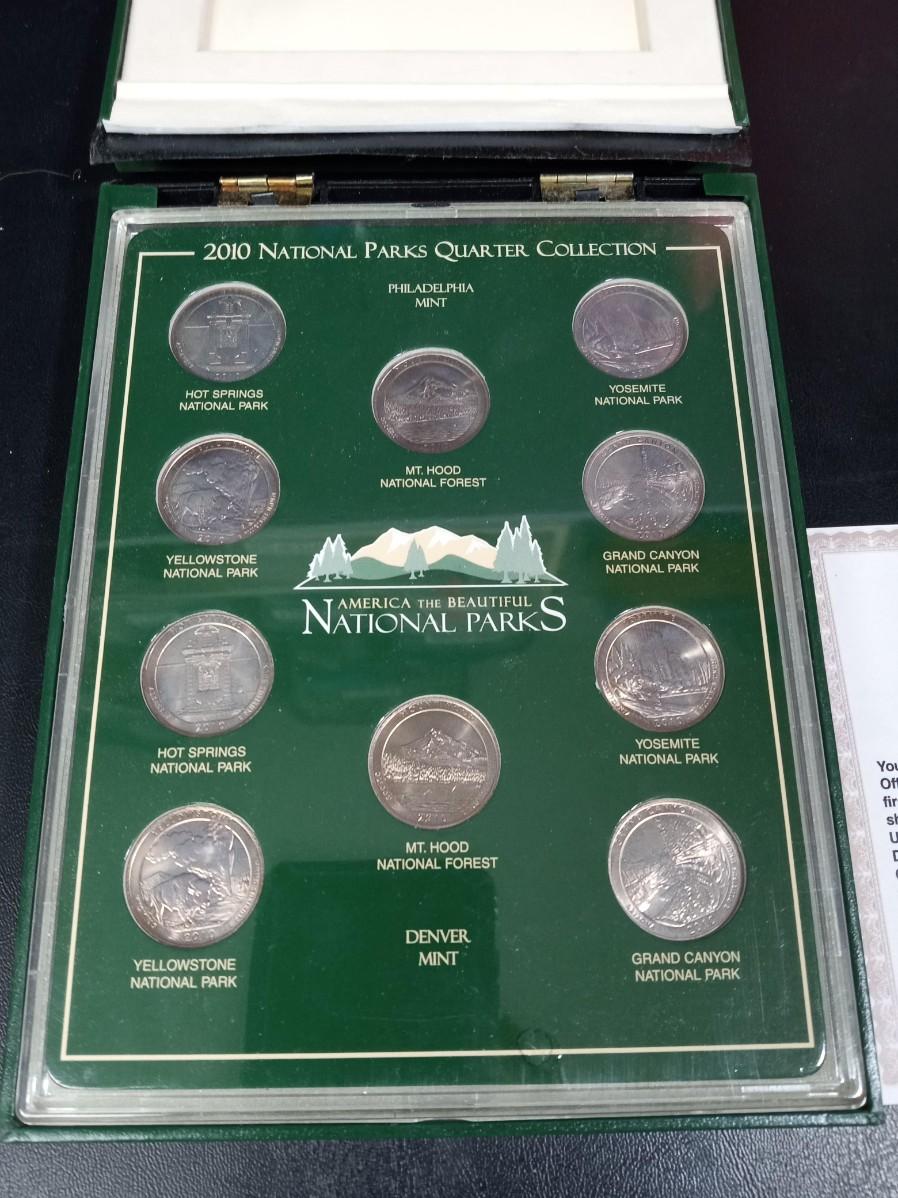 2010 NATIONAL PARKS QUARTER COLLECTION
PHILADELPHIA
MINT
HOT SPRINGS
NATIONAL PARK
YOSEMITE
NATIONAL PARK
MT. HOOD
NATIONAL FOREST
YELLOWSTONE
NATIONAL PARK
GRAND CANYON
NATIONAL PARK
AMERICA THE BEAUTIFUL
NATIONAL PARKS
HOT SPRINGS
NATIONAL PARK
YOSEMITE
NATIONAL PARK
MT. HOOD
NATIONAL FOREST
YELLOWSTONE
NATIONAL PARK
GRAND CANYON
NATIONAL PARK
DENVER
MINT